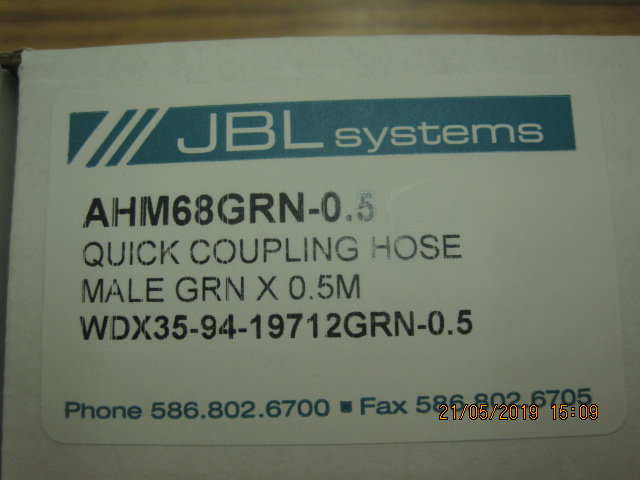 JBL systems
AHM68GRN-0.5
QUICK COUPLING HOSE
MALE GRN X 0.5M
WDX35-94-19712GRN-0.5
Phone 586.802.6700 ▪ Fax 586.802.6705
21/05/2019 15:09